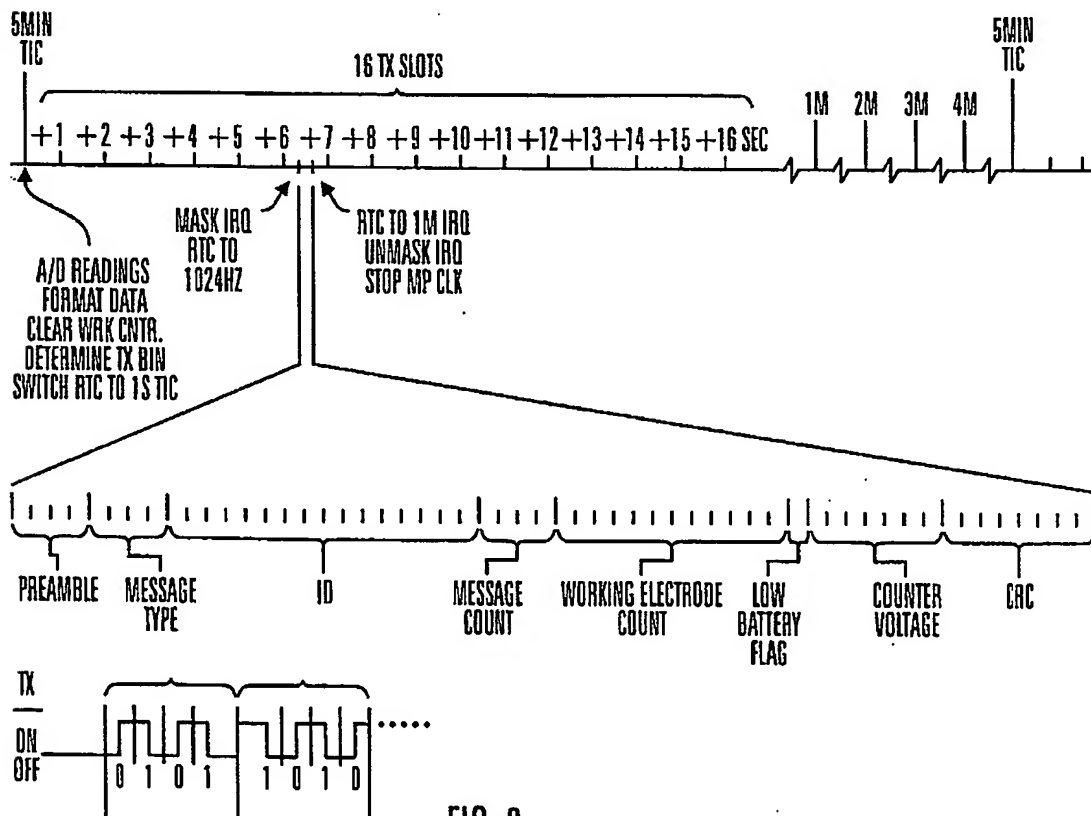 5MIN
TIC
16 TX SLOTS
5MIN
TIC
+1 +2 +3 +4 +5 +6 +7 +8 +9 +10 +11 +12 +13 +14 +15 +16 SEC
1M 2M 3M 4M
A/D READINGS
FORMAT DATA
CLEAR WRK CNTR.
DETERMINE TX BIN
SWITCH RTC TO 1S TIC
MASK IRQ
RTC TO
1024HZ
RTC TO 1M IRQ
UNMASK IRQ
STOP MP CLK
PREAMBLE
MESSAGE
TYPE
ID
MESSAGE
COUNT
WORKING ELECTRODE
COUNT
LOW
BATTERY
FLAG
COUNTER
VOLTAGE
CRC
TX
ON
OFF
0 1 0 1 1 0 1 0